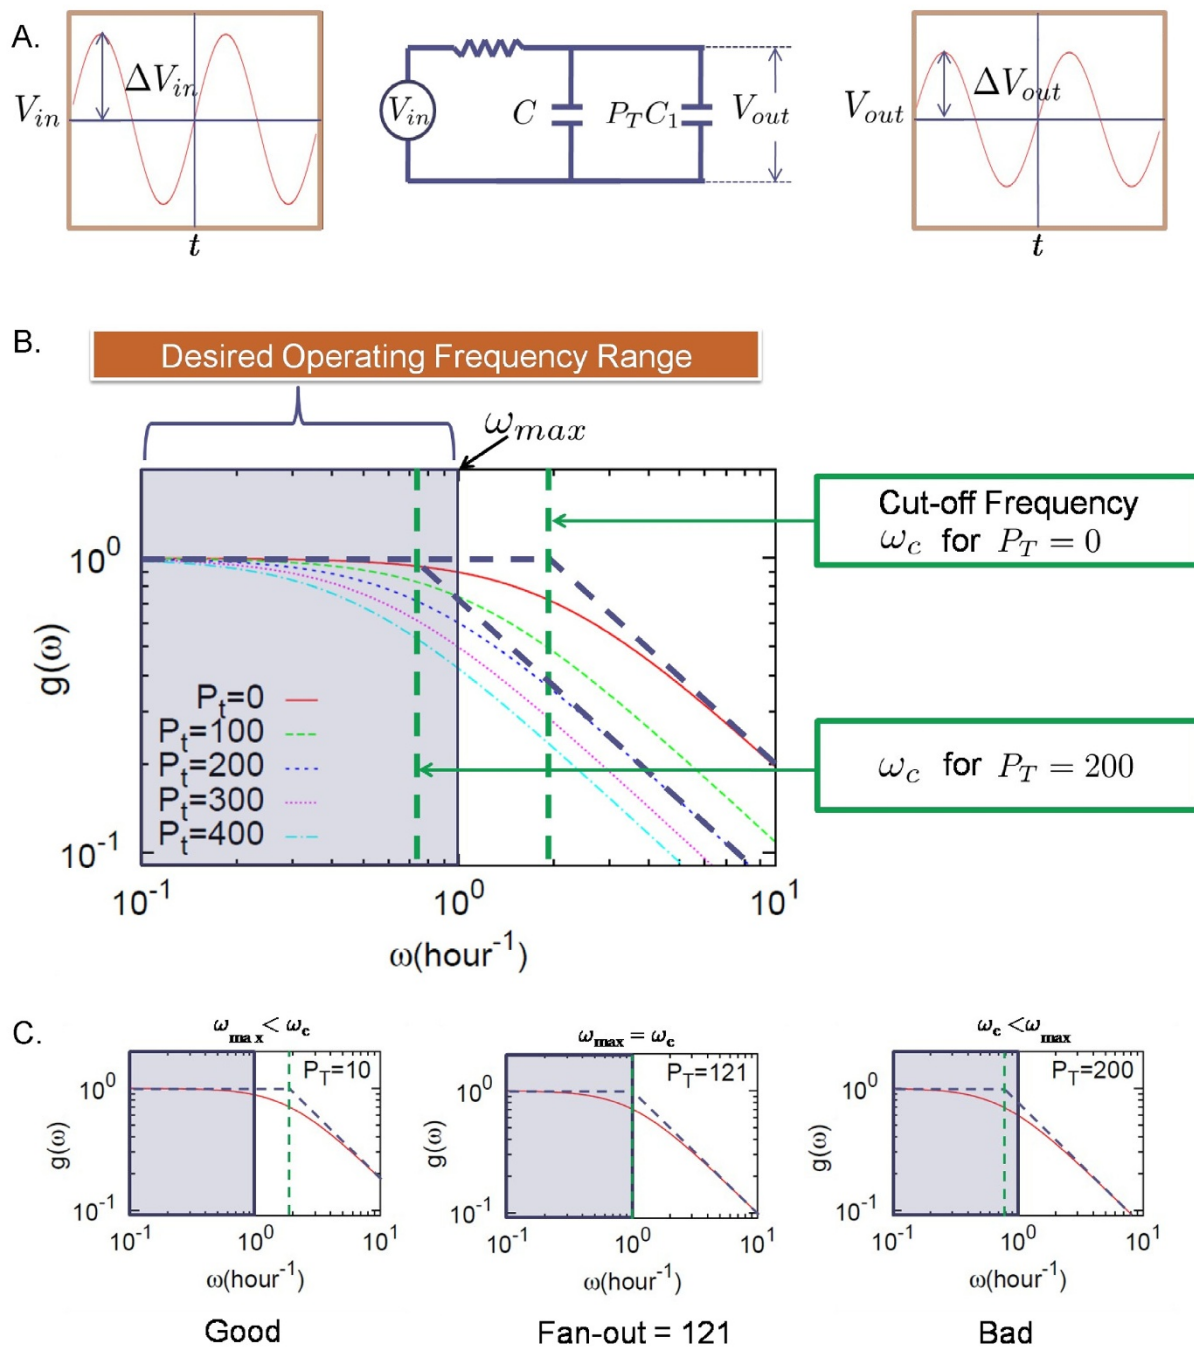 A.
ΔV_in
V_in
t
V_in
C
P_T C_1
V_out
V_out
ΔV_out
t
B.
Desired Operating Frequency Range
ω_max
Cut-off Frequency
ω_c for P_T = 0
ω_c for P_T = 200
g(ω)
10^0
10^-1
P_t=0
P_t=100
P_t=200
P_t=300
P_t=400
10^-1 10^0 10^1
ω(hour^-1)
C.
ω_max < ω_c
P_T=10
g(ω)
10^0
10^-1
10^-1 10^0 10^1
ω(hour^-1)
Good
ω_max = ω_c
P_T=121
g(ω)
10^0
10^-1
10^-1 10^0 10^1
ω(hour^-1)
Fan-out = 121
ω_c < ω_max
P_T=200
g(ω)
10^0
10^-1
10^-1 10^0 10^1
ω(hour^-1)
Bad